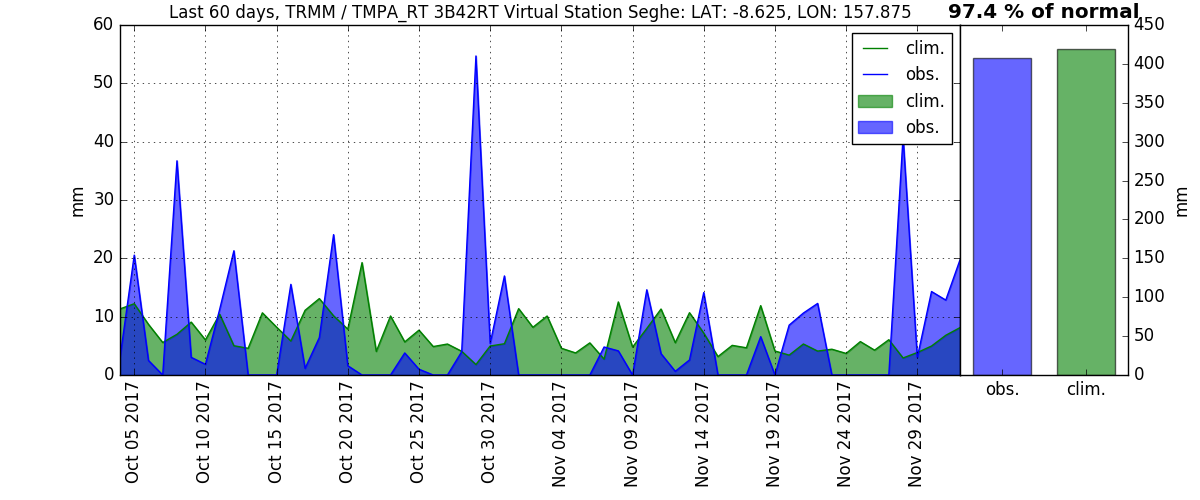 Last 60 days, TRMM / TMPA_RT 3B42RT Virtual Station Seghe: LAT: -8.625, LON: 157.875
97.4 % of normal
60
50
40
30
20
10
0
mm
clim.
obs.
clim.
obs.
450
400
350
300
250
200
150
100
50
0
mm
obs.
clim.
Oct 05 2017
Oct 10 2017
Oct 15 2017
Oct 20 2017
Oct 25 2017
Oct 30 2017
Nov 04 2017
Nov 09 2017
Nov 14 2017
Nov 19 2017
Nov 24 2017
Nov 29 2017